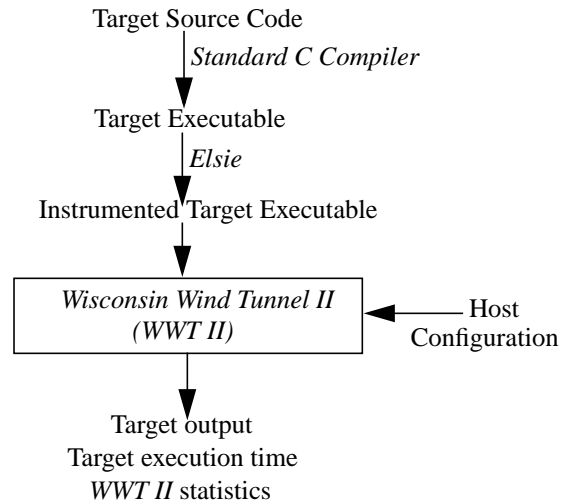 Target Source Code
Standard C Compiler
Target Executable
Elsie
Instrumented Target Executable
Wisconsin Wind Tunnel II
(WWT II)
Host
Configuration
Target output
Target execution time
WWT II statistics